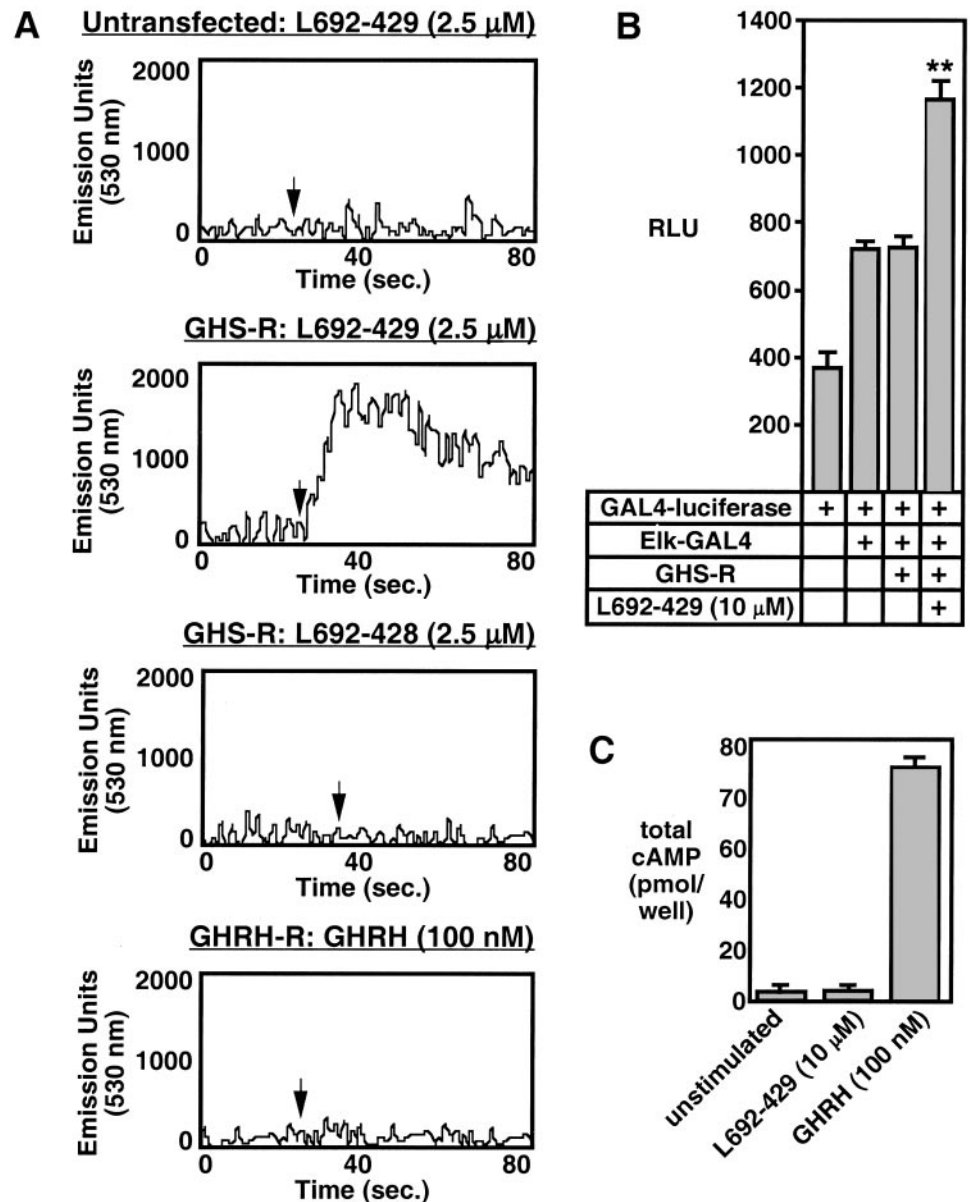 A
Untransfected: L692-429 (2.5 μM)
Emission Units
(530 nm)
2000
1000
0
0 40 80
Time (sec.)
GHS-R: L692-429 (2.5 μM)
Emission Units
(530 nm)
2000
1000
0
0 40 80
Time (sec.)
GHS-R: L692-428 (2.5 μM)
Emission Units
(530 nm)
2000
1000
0
0 40 80
Time (sec.)
GHRH-R: GHRH (100 nM)
Emission Units
(530 nm)
2000
1000
0
0 40 80
Time (sec.)
B
RLU
1400
1200
1000
800
600
400
200
**
GAL4-luciferase + + + +
Elk-GAL4 + + +
GHS-R + +
L692-429 (10 μM) +
C
total
cAMP
(pmol/
well)
80
70
60
40
20
0
unstimulated
L692-429 (10 μM)
GHRH (100 nM)